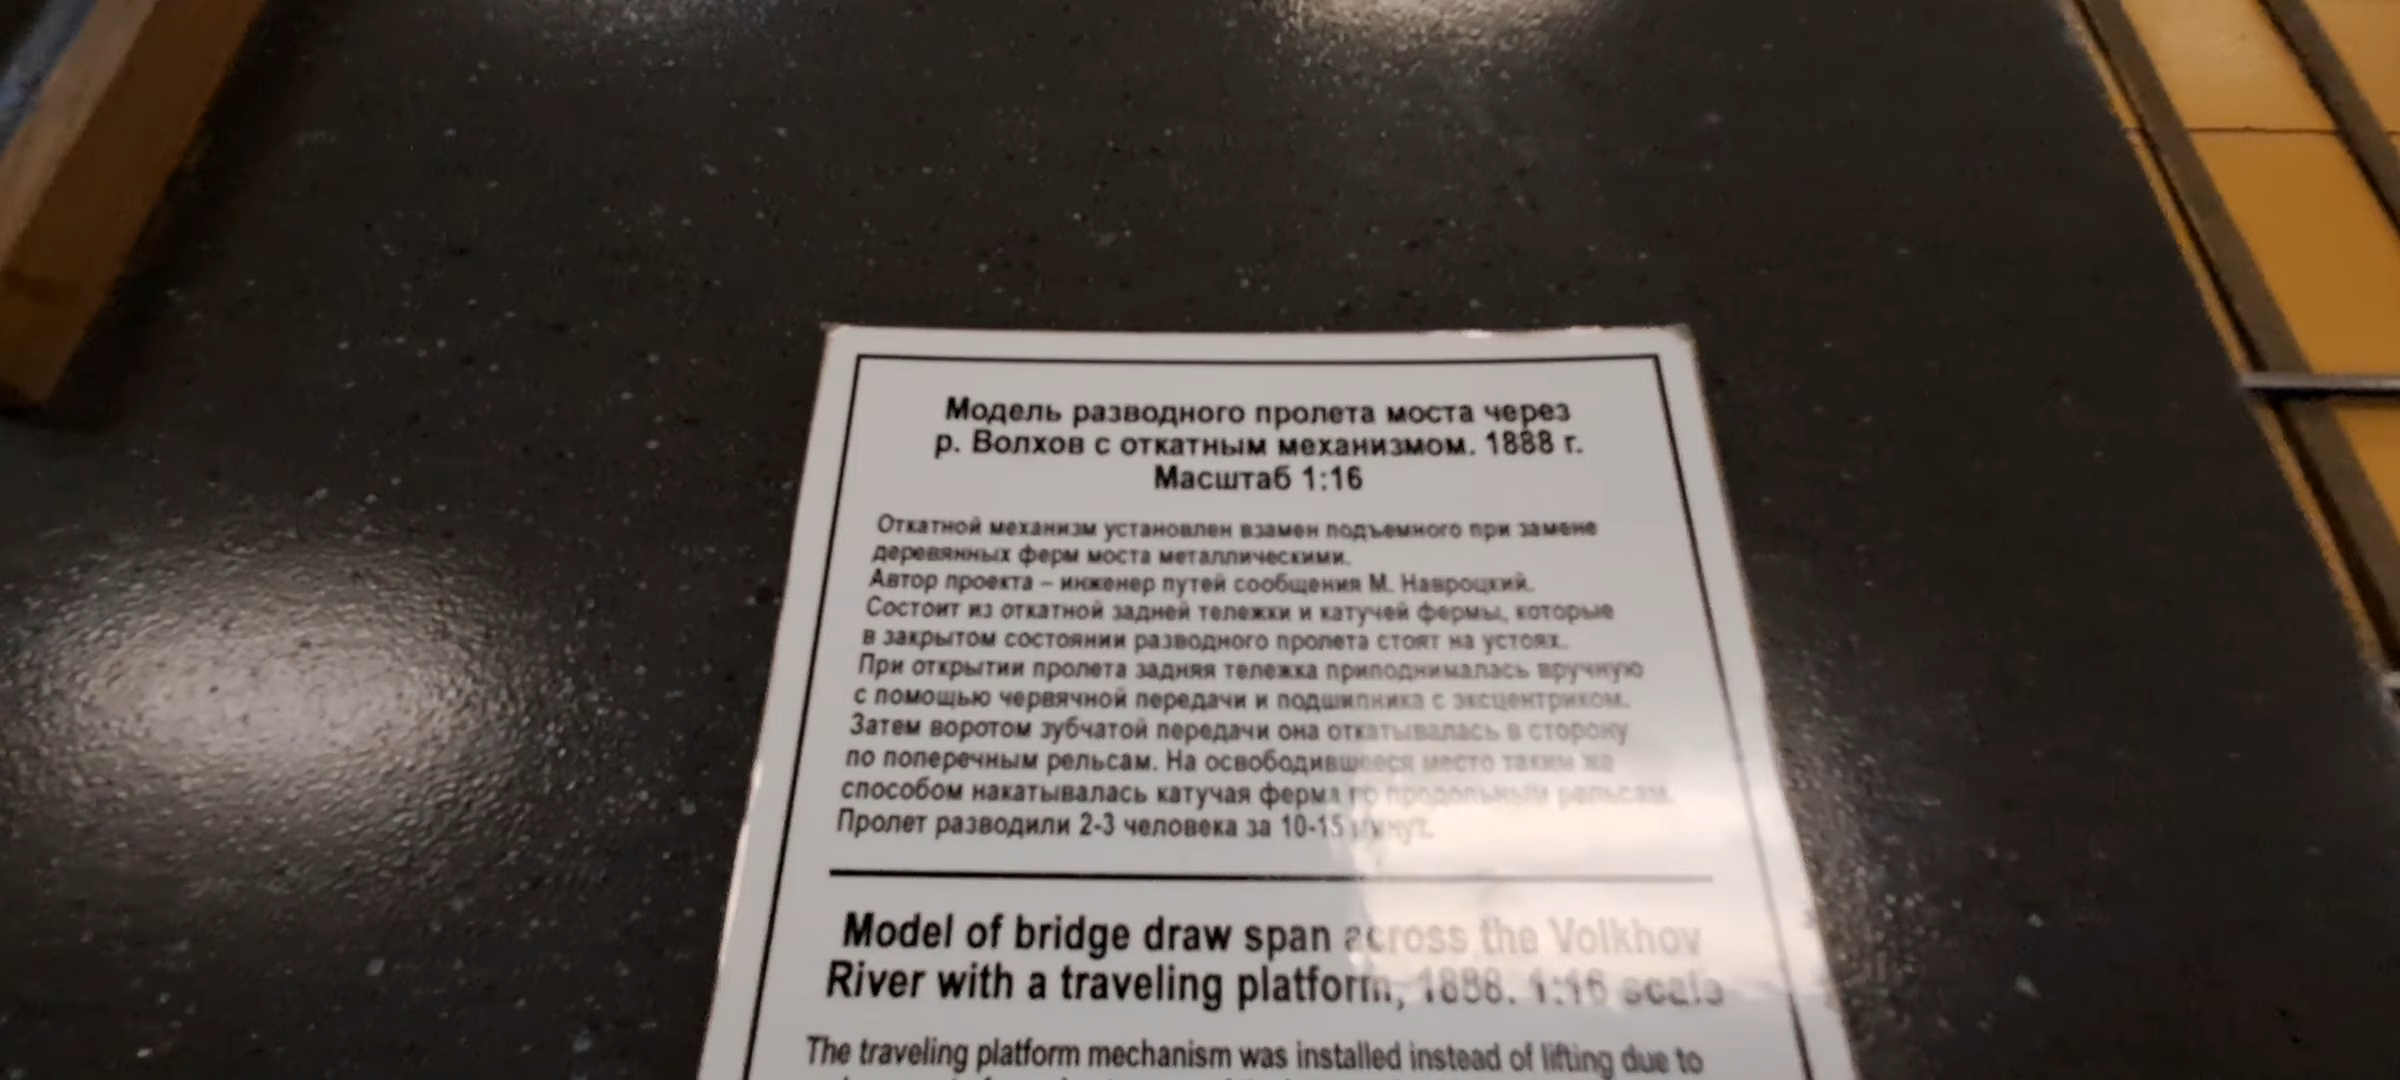 Модель разводного пролета моста через
р. Волхов с откатным механизмом. 1888 г.
Масштаб 1:16
Откатной механизм установлен взамен подъемного при замене
деревянных ферм моста металлическими.
Автор проекта – инженер путей сообщения М. Навроцкий.
Состоит из откатной задней тележки и катучей фермы, которые
в закрытом состоянии разводного пролета стоят на устоях.
При открытии пролета задняя тележка приподнималась вручную
с помощью червячной передачи и подшипника с эксцентриком.
Затем воротом зубчатой передачи она откатывалась в сторону
по поперечным рельсам. На освободившееся место таким же
способом накатывалась катучая ферма по продольным рельсам.
Пролет разводили 2-3 человека за 10-15 минут.
Model of bridge draw span across the Volkhov
River with a traveling platform, 1888. 1:16 scale
The traveling platform mechanism was installed instead of lifting due to